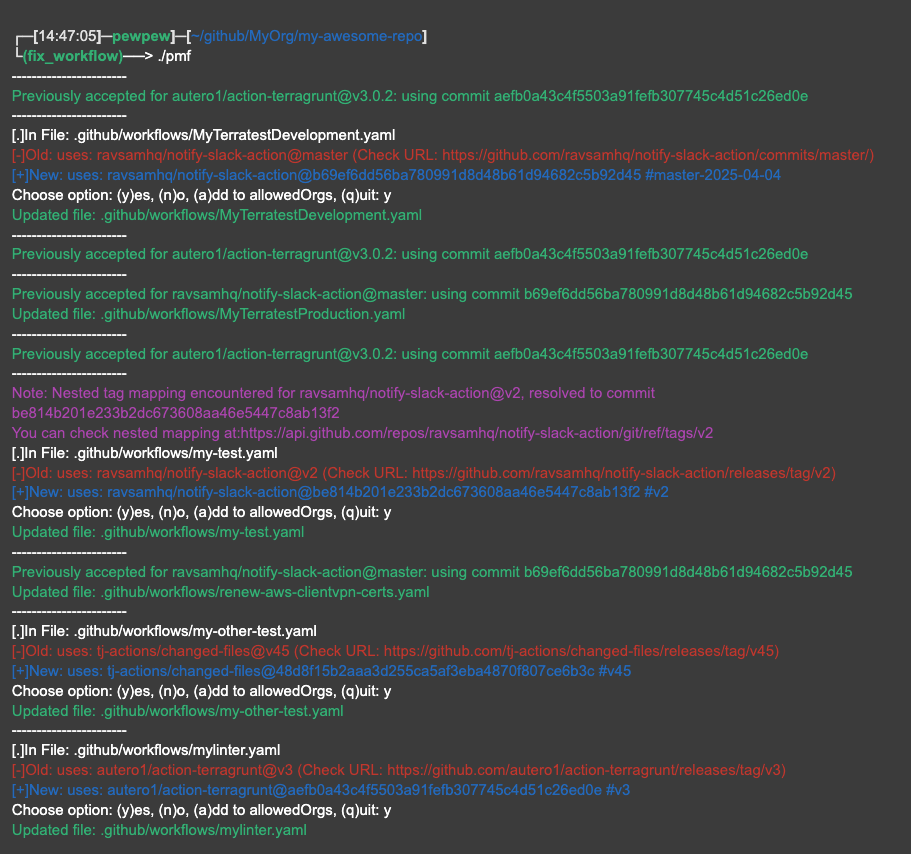 ┌─[14:47:05]─pewpew]─[~/github/MyOrg/my-awesome-repo]
└(fix_workflow)──> ./pmf
-----------------------
Previously accepted for autero1/action-terragrunt@v3.0.2: using commit aefb0a43c4f5503a91fefb307745c4d51c26ed0e
-----------------------
[.]In File: .github/workflows/MyTerratestDevelopment.yaml
[-]Old: uses: ravsamhq/notify-slack-action@master (Check URL: https://github.com/ravsamhq/notify-slack-action/commits/master/)
[+]New: uses: ravsamhq/notify-slack-action@b69ef6dd56ba780991d8d48b61d94682c5b92d45 #master-2025-04-04
Choose option: (y)es, (n)o, (a)dd to allowedOrgs, (q)uit: y
Updated file: .github/workflows/MyTerratestDevelopment.yaml
-----------------------
Previously accepted for autero1/action-terragrunt@v3.0.2: using commit aefb0a43c4f5503a91fefb307745c4d51c26ed0e
-----------------------
Previously accepted for ravsamhq/notify-slack-action@master: using commit b69ef6dd56ba780991d8d48b61d94682c5b92d45
Updated file: .github/workflows/MyTerratestProduction.yaml
-----------------------
Previously accepted for autero1/action-terragrunt@v3.0.2: using commit aefb0a43c4f5503a91fefb307745c4d51c26ed0e
-----------------------
Note: Nested tag mapping encountered for ravsamhq/notify-slack-action@v2, resolved to commit
be814b201e233b2dc673608aa46e5447c8ab13f2
You can check nested mapping at:https://api.github.com/repos/ravsamhq/notify-slack-action/git/ref/tags/v2
[.]In File: .github/workflows/my-test.yaml
[-]Old: uses: ravsamhq/notify-slack-action@v2 (Check URL: https://github.com/ravsamhq/notify-slack-action/releases/tag/v2)
[+]New: uses: ravsamhq/notify-slack-action@be814b201e233b2dc673608aa46e5447c8ab13f2 #v2
Choose option: (y)es, (n)o, (a)dd to allowedOrgs, (q)uit: y
Updated file: .github/workflows/my-test.yaml
-----------------------
Previously accepted for ravsamhq/notify-slack-action@master: using commit b69ef6dd56ba780991d8d48b61d94682c5b92d45
Updated file: .github/workflows/renew-aws-clientvpn-certs.yaml
-----------------------
[.]In File: .github/workflows/my-other-test.yaml
[-]Old: uses: tj-actions/changed-files@v45 (Check URL: https://github.com/tj-actions/changed-files/releases/tag/v45)
[+]New: uses: tj-actions/changed-files@48d8f15b2aaa3d255ca5af3eba4870f807ce6b3c #v45
Choose option: (y)es, (n)o, (a)dd to allowedOrgs, (q)uit: y
Updated file: .github/workflows/my-other-test.yaml
-----------------------
[.]In File: .github/workflows/mylinter.yaml
[-]Old: uses: autero1/action-terragrunt@v3 (Check URL: https://github.com/autero1/action-terragrunt/releases/tag/v3)
[+]New: uses: autero1/action-terragrunt@aefb0a43c4f5503a91fefb307745c4d51c26ed0e #v3
Choose option: (y)es, (n)o, (a)dd to allowedOrgs, (q)uit: y
Updated file: .github/workflows/mylinter.yaml